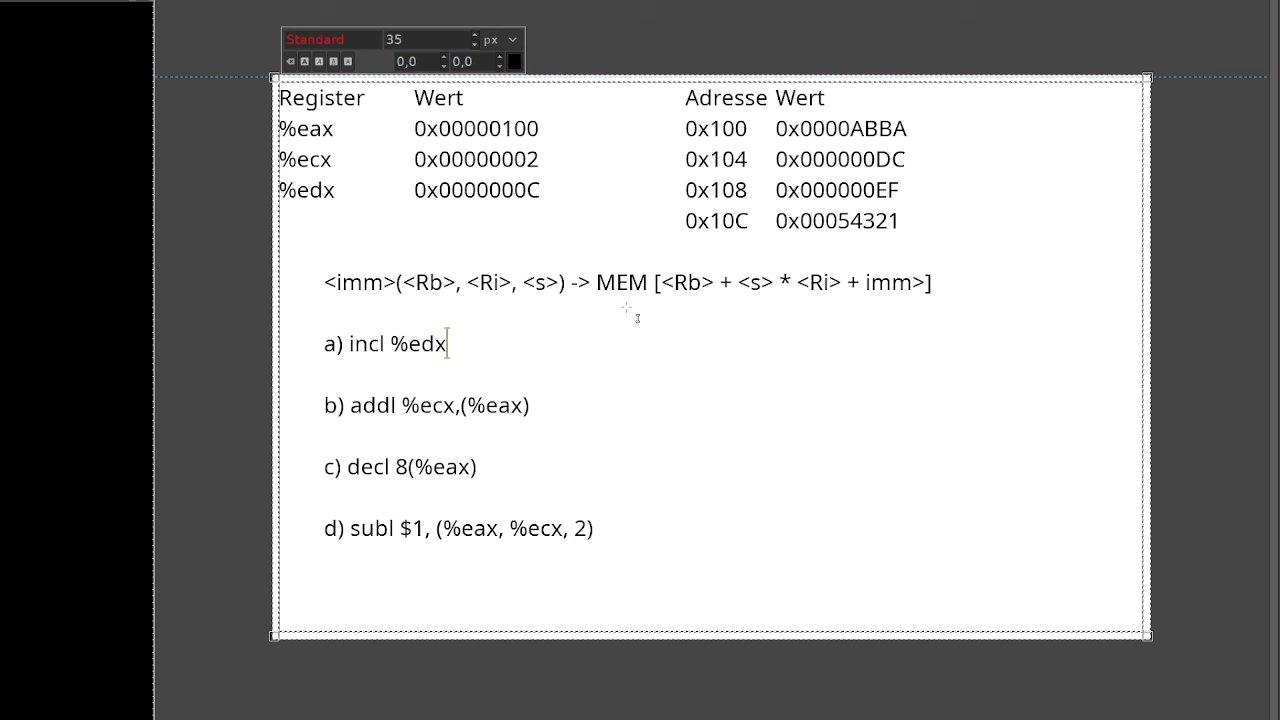 Standard 35 px
0,0 0,0
Register Wert Adresse Wert
%eax 0x00000100 0x100 0x0000ABBA
%ecx 0x00000002 0x104 0x000000DC
%edx 0x0000000C 0x108 0x000000EF
0x10C 0x00054321
<imm>(<Rb>, <Ri>, <s>) -> MEM [<Rb> + <s> * <Ri> + imm>]
a) incl %edx
b) addl %ecx,(%eax)
c) decl 8(%eax)
d) subl $1, (%eax, %ecx, 2)